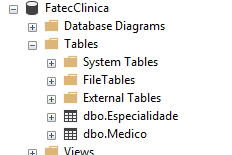 FatecClinica
Database Diagrams
Tables
System Tables
FileTables
External Tables
dbo.Especialidade
dbo.Medico
Views